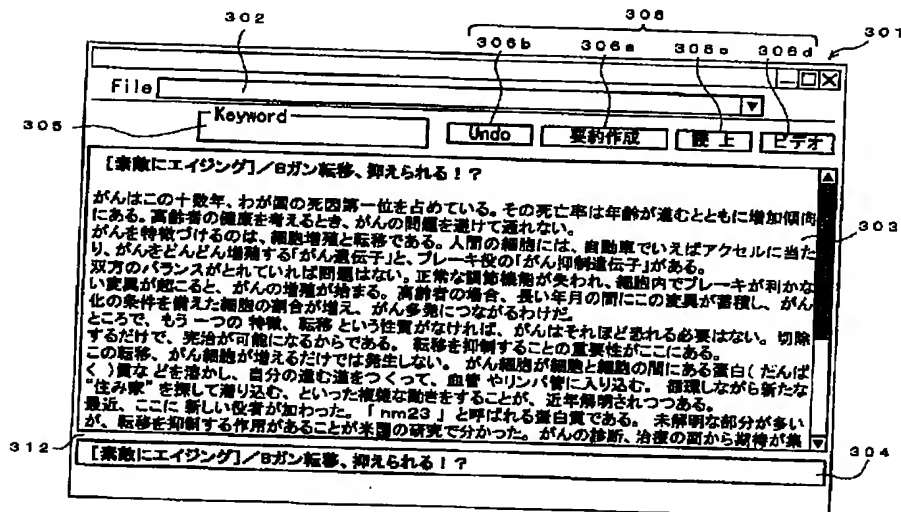 308
302 306b 306a 306c 306d 301
File
305 Keyword Undo 要約作成 読上 ビデオ
[素敵にエイジング]/8ガン転移、抑えられる!?
がんはこの十数年、わが国の死因第一位を占めている。その死亡率は年齢が進むとともに増加傾向
にある。高齢者の健康を考えるとき、がんの問題を避けて通れない。
がんを特徴づけるのは、細胞増殖と転移である。人間の細胞には、自動車でいえばアクセルに当た
り、がんをどんどん増殖する「がん遺伝子」と、ブレーキ役の「がん抑制遺伝子」がある。
双方のバランスがとれていれば問題はない。正常な調節機能が失われ、細胞内でブレーキが利かな
い変異が起こると、がんの増殖が始まる。高齢者の場合、長い年月の間にこの変異が蓄積し、がん
化の条件を備えた細胞の割合が増え、がん多発につながるわけだ。
ところで、もう一つの 特徴、転移 という性質がなければ、がんはそれほど恐れる必要はない。切除
するだけで、完治が可能になるからである。 転移を抑制することの重要性がここにある。
この転移、がん細胞が増えるだけでは発生しない。 がん細胞が細胞と細胞の間にある蛋白(だんぱ
く)質な どを溶かし、自分の進む道をつくって、血管 やリンパ管に入り込む。 循環しながら新たな
"住み家"を探して潜り込む、といった複雑な動きをすることが、近年解明されつつある。
最近、ここに 新しい役者が加わった。「nm23」と呼ばれる蛋白質である。 未解明な部分が多い
が、転移を抑制する作用があることが米国の研究で分かった。がんの診断、治療の面から期待が集
303
312
[素敵にエイジング]/8ガン転移、抑えられる!?
304